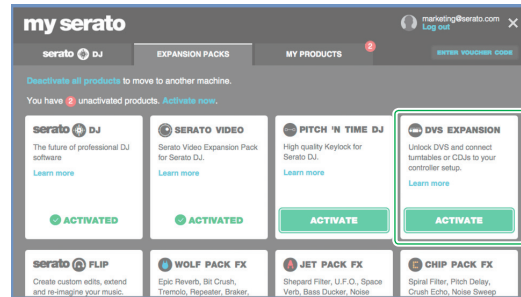 my serato
marketing@serato.com
Log out
serato DJ
EXPANSION PACKS
MY PRODUCTS
2
ENTER VOUCHER CODE
Deactivate all products to move to another machine.
You have 2 unactivated products. Activate now.
serato DJ
The future of professional DJ
software
Learn more
ACTIVATED
SERATO VIDEO
Serato Video Expansion Pack
for Serato DJ.
Learn more
ACTIVATED
PITCH 'N TIME DJ
High quality Keylock for
Serato DJ.
Learn more
ACTIVATE
DVS EXPANSION
Unlock DVS and connect
turntables or CDJs to your
controller setup.
Learn more
ACTIVATE
serato FLIP
Create custom edits, extend
and re-imagine your music.
WOLF PACK FX
Epic Reverb, Bit Crush,
Tremolo, Repeater, Braker,
JET PACK FX
Shepard Filter, U.F.O., Space
Verb, Bass Ducker, Noise
CHIP PACK FX
Spiral Filter, Pitch Delay,
Crush Echo, Noise Sweep